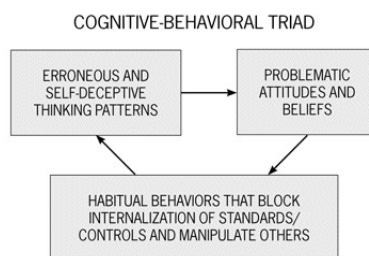 COGNITIVE-BEHAVIORAL TRIAD
ERRONEOUS AND
SELF-DECEPTIVE
THINKING PATTERNS
PROBLEMATIC
ATTITUDES AND
BELIEFS
HABITUAL BEHAVIORS THAT BLOCK
INTERNALIZATION OF STANDARDS/
CONTROLS AND MANIPULATE OTHERS